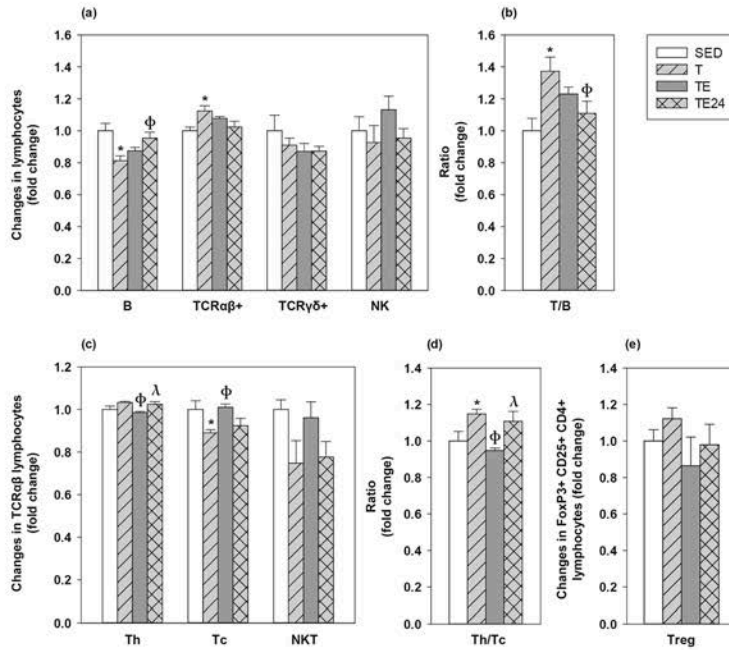 (a)
1.6
1.4
1.2
1.0
0.8
0.6
0.4
0.2
0.0
Changes in lymphocytes
(fold change)
*
ϕ
*
B
TCRαβ+
TCRγδ+
NK
(b)
1.6
1.4
1.2
1.0
0.8
0.6
0.4
0.2
0.0
Ratio
(fold change)
*
ϕ
T/B
SED
T
TE
TE24
(c)
1.2
1.0
0.8
0.6
0.4
0.2
0.0
Changes in TCRαβ lymphocytes
(fold change)
ϕ
λ
*
ϕ
Th
Tc
NKT
(d)
1.4
1.2
1.0
0.8
0.6
0.4
0.2
0.0
Ratio
(fold change)
*
ϕ
λ
Th/Tc
(e)
1.4
1.2
1.0
0.8
0.6
0.4
0.2
0.0
Changes in FoxP3+ CD25+ CD4+
lymphocytes (fold change)
Treg